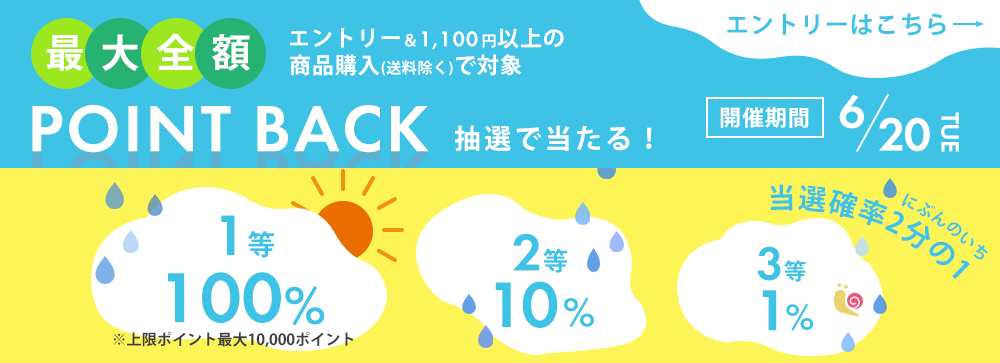 最大全額
エントリー&1,100円以上の
商品購入(送料除く)で対象
エントリーはこちら
POINT BACK
抽選で当たる！
開催期間
6/20
TUE
当選確率2分の1
にぶんのいち
1等
100%
※上限ポイント最大10,000ポイント
2等
10%
3等
1%